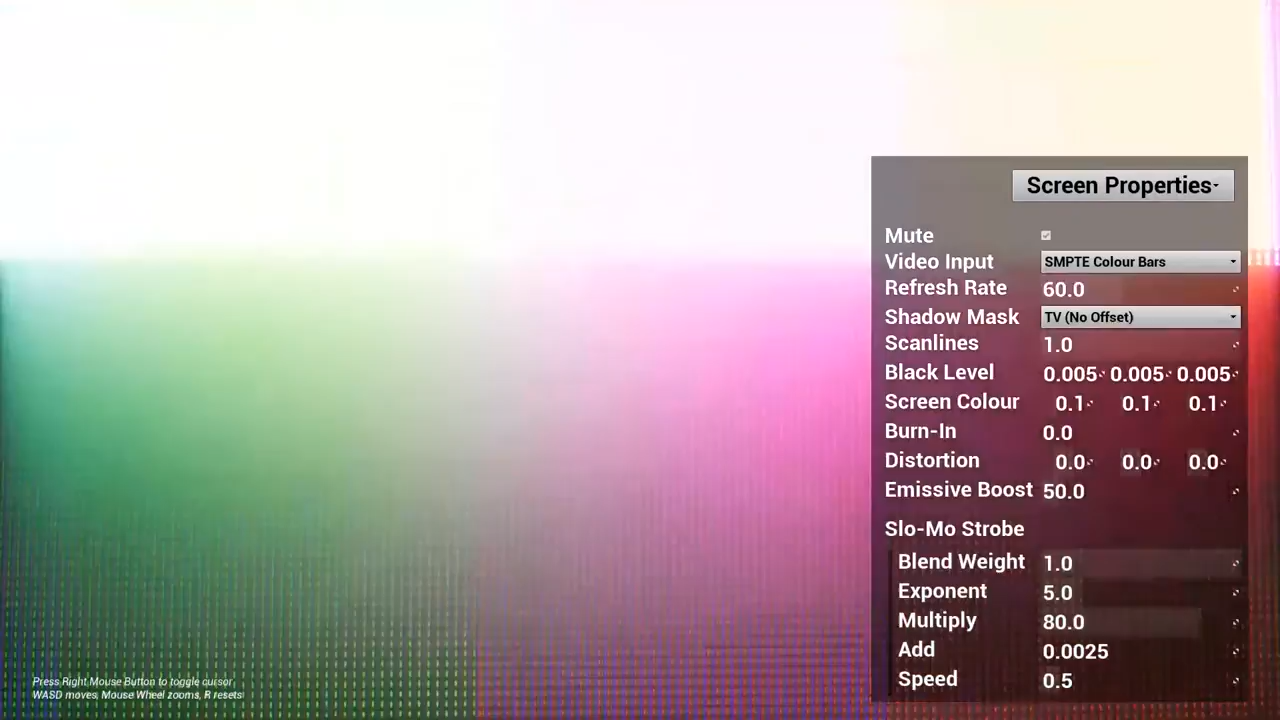 Screen Properties
Mute
Video Input SMPTE Colour Bars
Refresh Rate 60.0
Shadow Mask TV (No Offset)
Scanlines 1.0
Black Level 0.005 0.005 0.005
Screen Colour 0.1 0.1 0.1
Burn-In 0.0
Distortion 0.0 0.0 0.0
Emissive Boost 50.0
Slo-Mo Strobe
Blend Weight 1.0
Exponent 5.0
Multiply 80.0
Add 0.0025
Speed 0.5
Press Right Mouse Button to toggle cursor
WASD moves, Mouse Wheel zooms, R resets